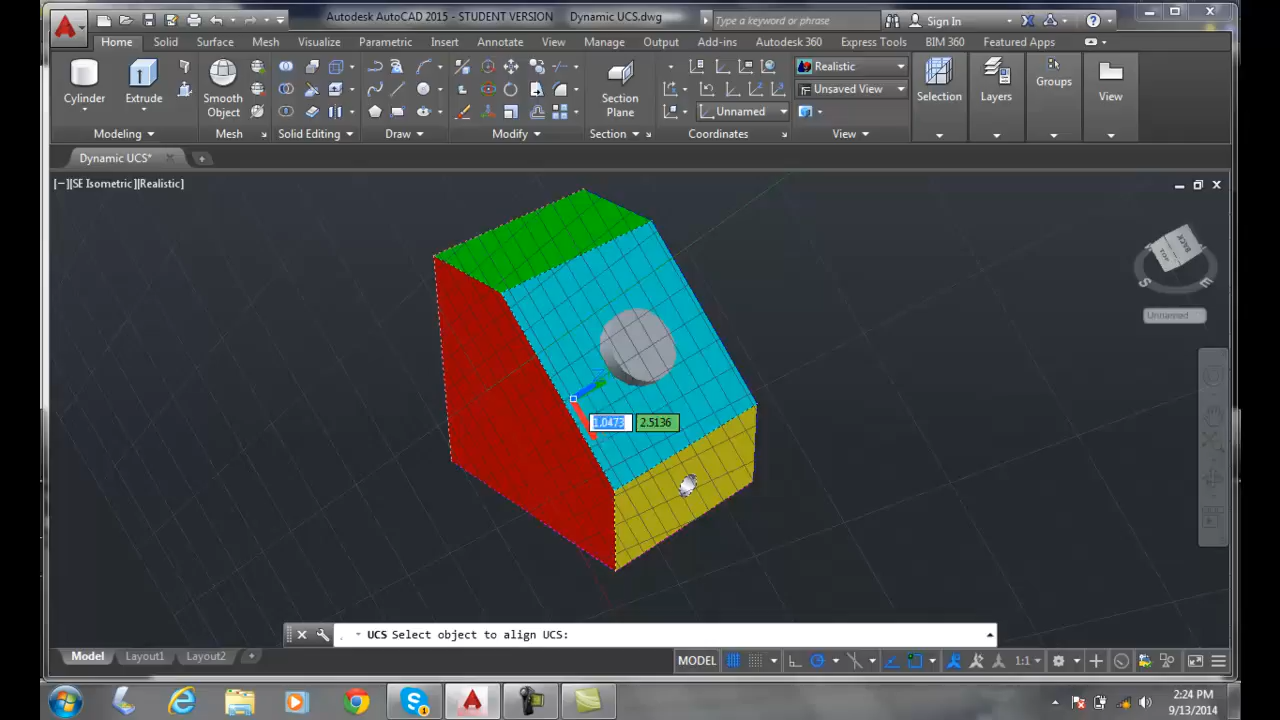 Autodesk AutoCAD 2015 - STUDENT VERSION Dynamic UCS.dwg
Type a keyword or phrase
Sign In
Home Solid Surface Mesh Visualize Parametric Insert Annotate View Manage Output Add-ins Autodesk 360 Express Tools BIM 360 Featured Apps
Realistic
Unsaved View
Cylinder Extrude Smooth Object Section Plane Unnamed Selection Layers Groups View
Modeling Mesh Solid Editing Draw Modify Section Coordinates View
Dynamic UCS*
[−][SE Isometric][Realistic]
BACK
TOP
S E
Unnamed
1.0473 2.5136
UCS Select object to align UCS:
Model Layout1 Layout2 + MODEL 1:1
2:24 PM
9/13/2014